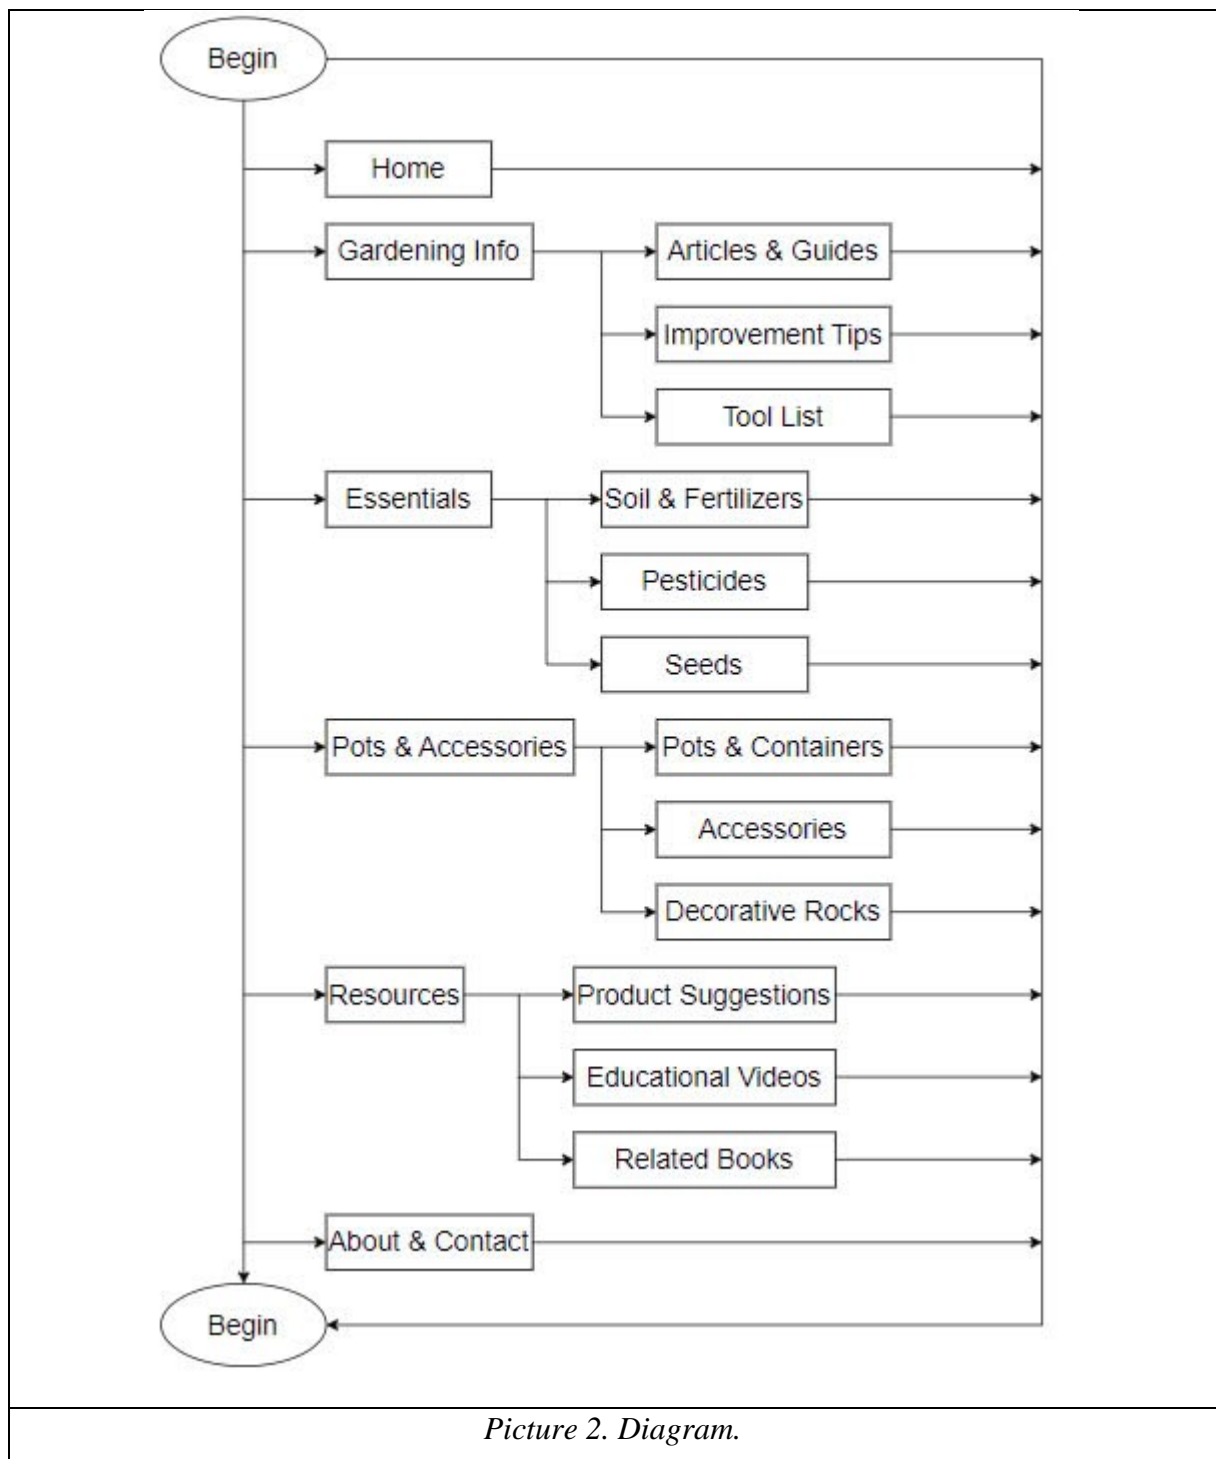 Begin
Home
Gardening Info
Articles & Guides
Improvement Tips
Tool List
Essentials
Soil & Fertilizers
Pesticides
Seeds
Pots & Accessories
Pots & Containers
Accessories
Decorative Rocks
Resources
Product Suggestions
Educational Videos
Related Books
About & Contact
Begin
Picture 2. Diagram.